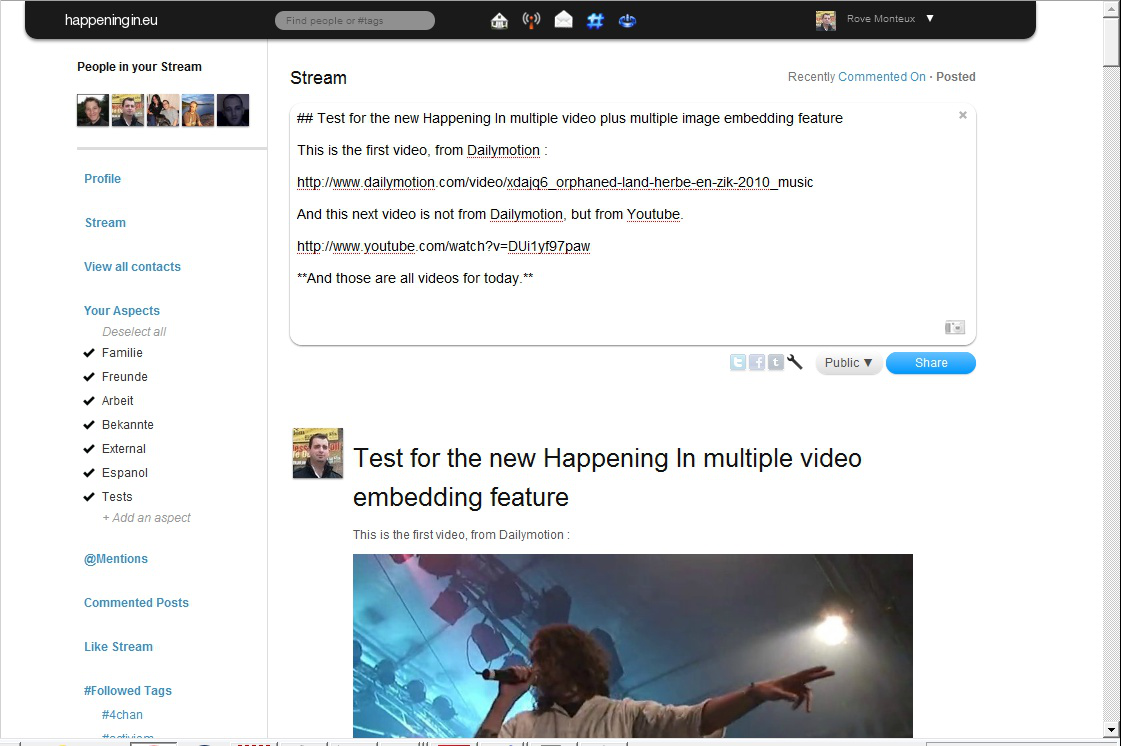 happeningin.eu
Find people or #tags
Rove Monteux ▼
People in your Stream
Profile
Stream
View all contacts
Your Aspects
Deselect all
Familie
Freunde
Arbeit
Bekannte
External
Espanol
Tests
+ Add an aspect
@Mentions
Commented Posts
Like Stream
#Followed Tags
#4chan
Stream
Recently Commented On · Posted
## Test for the new Happening In multiple video plus multiple image embedding feature
This is the first video, from Dailymotion :
http://www.dailymotion.com/video/xdajq6_orphaned-land-herbe-en-zik-2010_music
And this next video is not from Dailymotion, but from Youtube.
http://www.youtube.com/watch?v=DUi1yf97paw
**And those are all videos for today.**
Public ▼
Share
Test for the new Happening In multiple video
embedding feature
This is the first video, from Dailymotion :